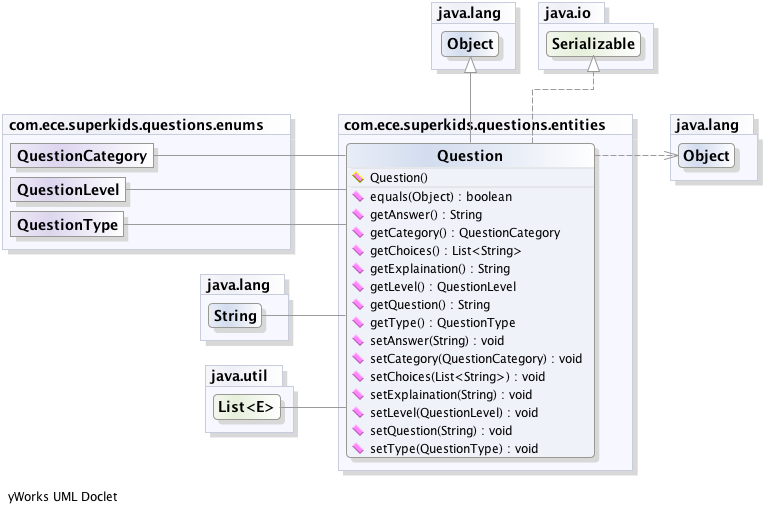 java.lang
Object
java.io
Serializable
com.ece.superkids.questions.enums
QuestionCategory
QuestionLevel
QuestionType
com.ece.superkids.questions.entities
Question
Question()
equals(Object) : boolean
getAnswer() : String
getCategory() : QuestionCategory
getChoices() : List<String>
getExplaination() : String
getLevel() : QuestionLevel
getQuestion() : String
getType() : QuestionType
setAnswer(String) : void
setCategory(QuestionCategory) : void
setChoices(List<String>) : void
setExplaination(String) : void
setLevel(QuestionLevel) : void
setQuestion(String) : void
setType(QuestionType) : void
java.lang
Object
java.lang
String
java.util
List<E>
yWorks UML Doclet